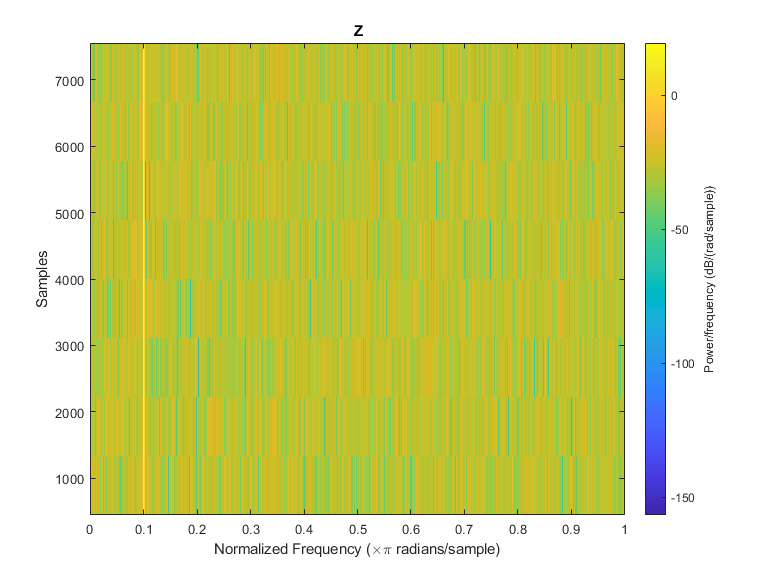 Z
7000
6000
5000
4000
3000
2000
1000
Samples
0 0.1 0.2 0.3 0.4 0.5 0.6 0.7 0.8 0.9 1
Normalized Frequency (×π radians/sample)
0
-50
-100
-150
Power/frequency (dB/(rad/sample))